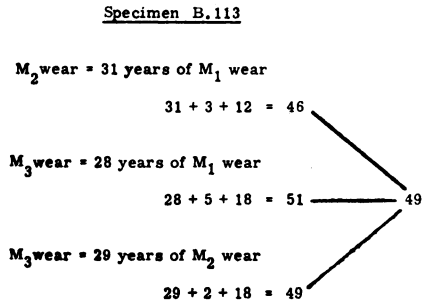 Specimen B.113
M₂wear = 31 years of M₁ wear
31 + 3 + 12 = 46
M₃wear = 28 years of M₁ wear
28 + 5 + 18 = 51 49
M₃wear = 29 years of M₂ wear
29 + 2 + 18 = 49